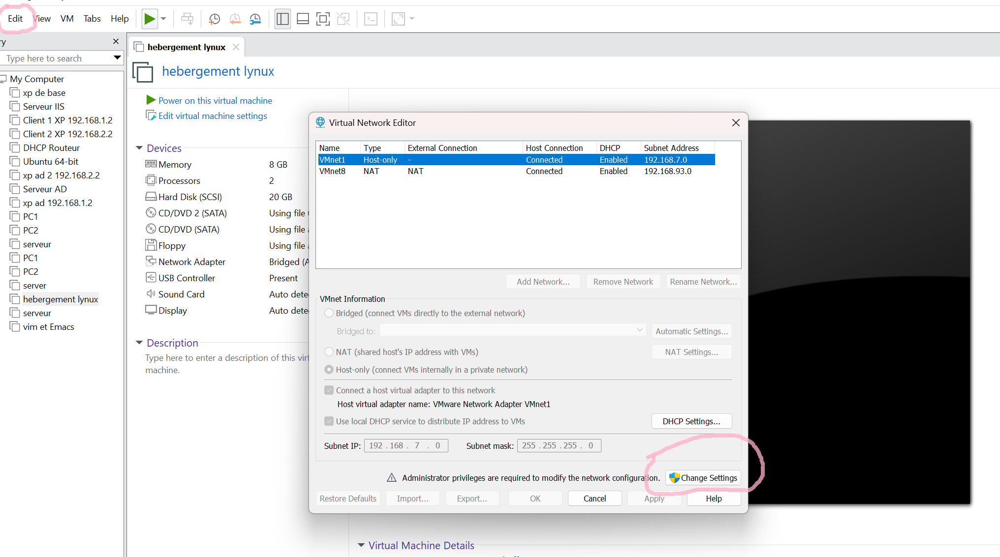 Edit View VM Tabs Help
ry
hebergement lynux
Type here to search
hebergement lynux
My Computer
xp de base
Serveur IIS
Client 1 XP 192.168.1.2
Client 2 XP 192.168.2.2
DHCP Routeur
Ubuntu 64-bit
xp ad 2 192.168.2.2
Serveur AD
xp ad 192.168.1.2
PC1
PC2
serveur
PC1
PC2
server
hebergement lynux
serveur
vim et Emacs
Power on this virtual machine
Edit virtual machine settings
Devices
Memory 8 GB
Processors 2
Hard Disk (SCSI) 20 GB
CD/DVD 2 (SATA) Using file
CD/DVD (SATA) Using file
Floppy Using file
Network Adapter Bridged (A
USB Controller Present
Sound Card Auto dete
Display Auto dete
Description
Type here to enter a description of this virt
machine.
Virtual Network Editor
Name Type External Connection Host Connection DHCP Subnet Address
VMnet1 Host-only - Connected Enabled 192.168.7.0
VMnet8 NAT NAT Connected Enabled 192.168.93.0
Add Network... Remove Network Rename Network...
VMnet Information
Bridged (connect VMs directly to the external network)
Bridged to: Automatic Settings...
NAT (shared host's IP address with VMs) NAT Settings...
Host-only (connect VMs internally in a private network)
Connect a host virtual adapter to this network
Host virtual adapter name: VMware Network Adapter VMnet1
Use local DHCP service to distribute IP address to VMs DHCP Settings...
Subnet IP: 192 . 168 . 7 . 0 Subnet mask: 255 . 255 . 255 . 0
Administrator privileges are required to modify the network configuration. Change Settings
Restore Defaults Import... Export... OK Cancel Apply Help
Virtual Machine Details